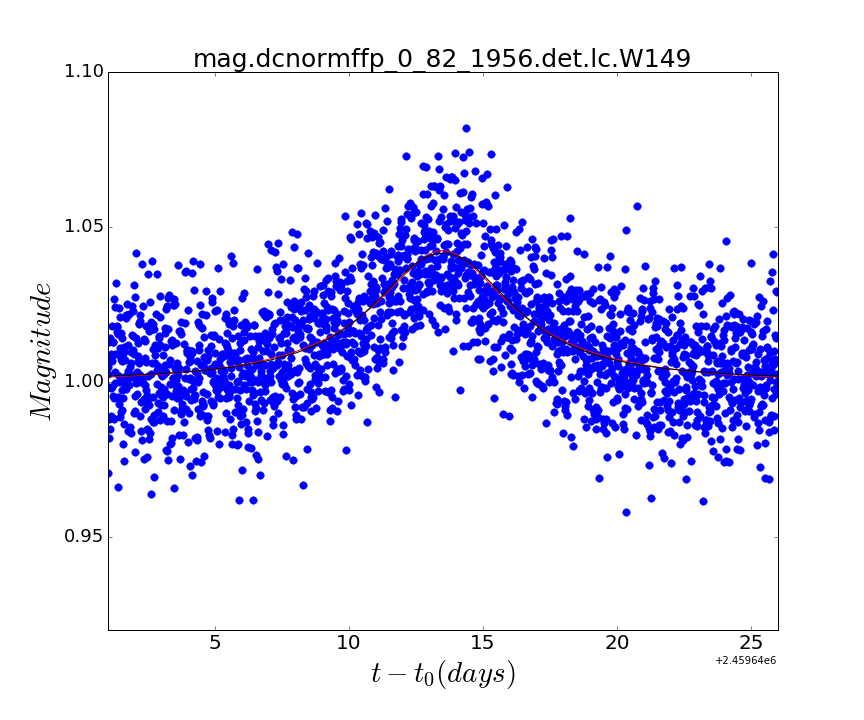 mag.dcnormffp_0_82_1956.det.lc.W149
1.10
1.05
1.00
0.95
Magnitude
5 10 15 20 25
+2.45964e6
t − t₀(days)